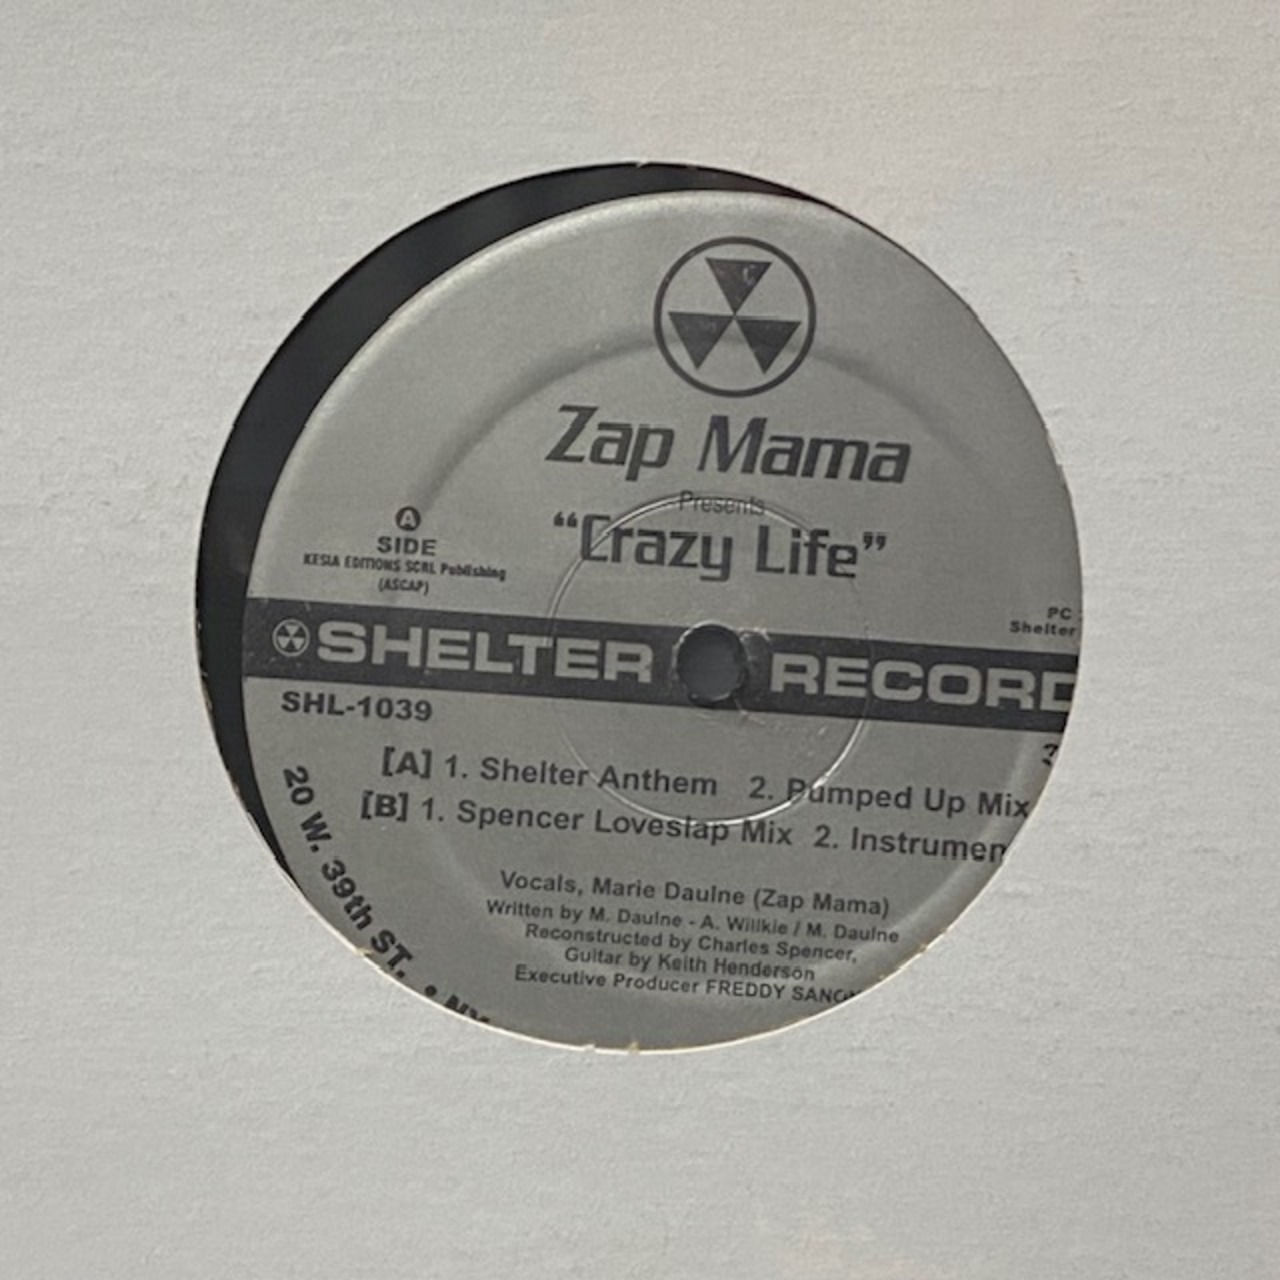 Zap Mama
Presents
“Crazy Life”
A
SIDE
KESIA EDITIONS SCRL Publishing
(ASCAP)
PC
Shelter
SHELTER RECORD
SHL-1039
[A] 1. Shelter Anthem 2. Pumped Up Mix
[B] 1. Spencer Loveslap Mix 2. Instrumen
Vocals, Marie Daulne (Zap Mama)
Written by M. Daulne - A. Willkie / M. Daulne
Reconstructed by Charles Spencer,
Guitar by Keith Henderson
Executive Producer FREDDY SANO
20 W. 39th ST. • NY